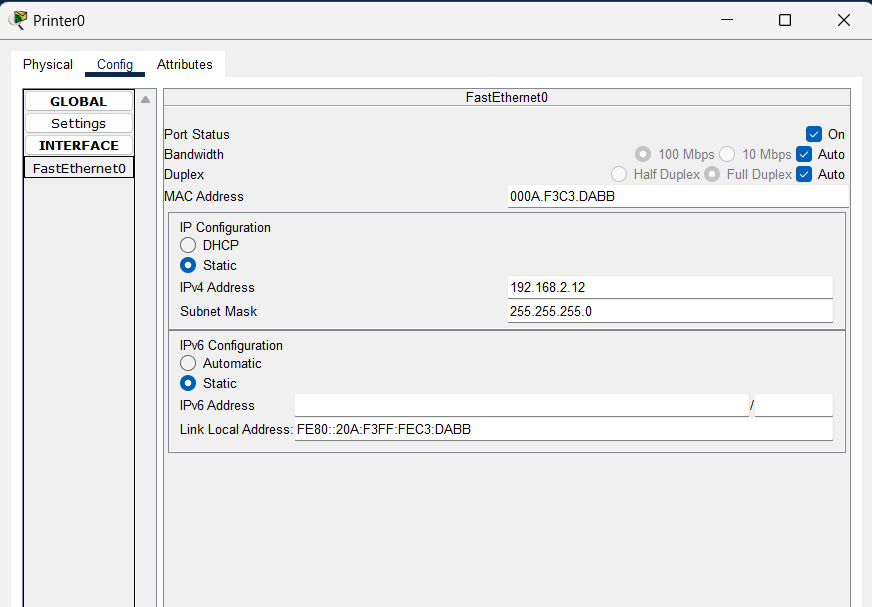 Printer0
Physical Config Attributes
GLOBAL
Settings
INTERFACE
FastEthernet0
FastEthernet0
Port Status On
Bandwidth 100 Mbps 10 Mbps Auto
Duplex Half Duplex Full Duplex Auto
MAC Address 000A.F3C3.DABB
IP Configuration
DHCP
Static
IPv4 Address 192.168.2.12
Subnet Mask 255.255.255.0
IPv6 Configuration
Automatic
Static
IPv6 Address /
Link Local Address: FE80::20A:F3FF:FEC3:DABB